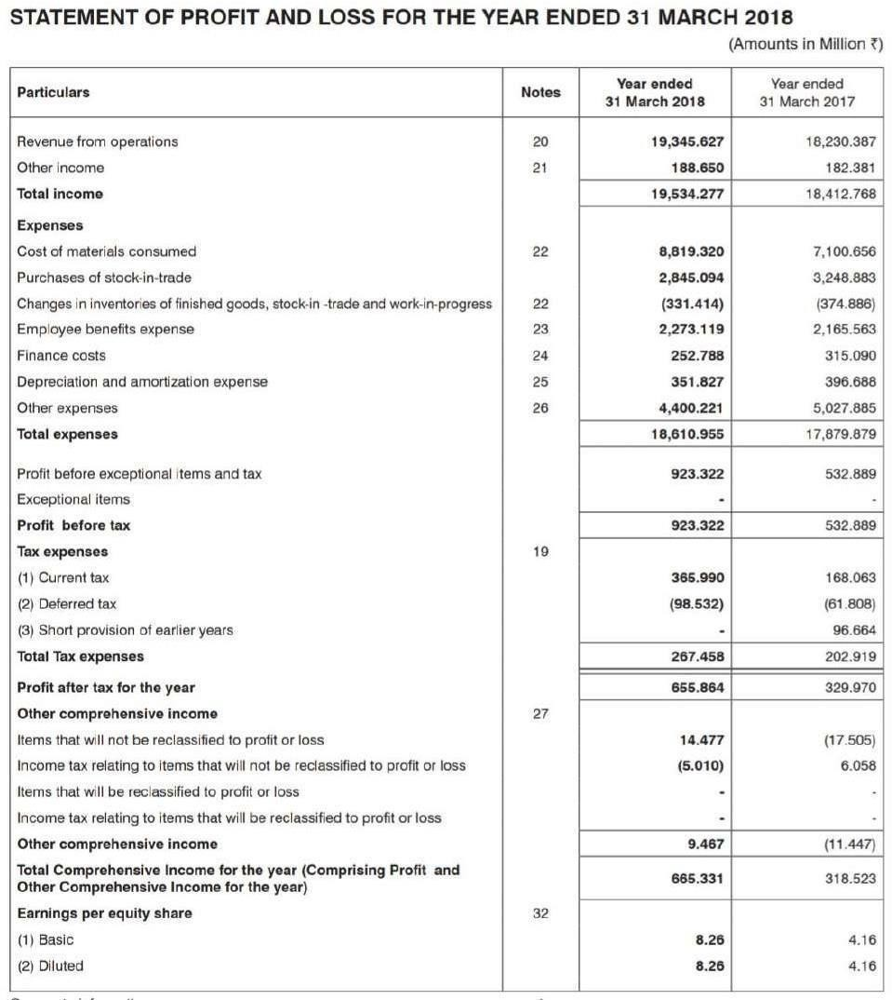 STATEMENT OF PROFIT AND LOSS FOR THE YEAR ENDED 31 MARCH 2018
(Amounts in Million ₹)
Particulars Notes Year ended 31 March 2018 Year ended 31 March 2017
Revenue from operations 20 19,345.627 18,230.387
Other income 21 188.650 182.381
Total income 19,534.277 18,412.768
Expenses
Cost of materials consumed 22 8,819.320 7,100.656
Purchases of stock-in-trade 2,845.094 3,248.883
Changes in inventories of finished goods, stock-in -trade and work-in-progress 22 (331.414) (374.886)
Employee benefits expense 23 2,273.119 2,165.563
Finance costs 24 252.788 315.090
Depreciation and amortization expense 25 351.827 396.688
Other expenses 26 4,400.221 5,027.885
Total expenses 18,610.955 17,879.879
Profit before exceptional items and tax 923.322 532.889
Exceptional items - -
Profit before tax 923.322 532.889
Tax expenses 19
(1) Current tax 365.990 168.063
(2) Deferred tax (98.532) (61.808)
(3) Short provision of earlier years - 96.664
Total Tax expenses 267.458 202.919
Profit after tax for the year 655.864 329.970
Other comprehensive income 27
Items that will not be reclassified to profit or loss 14.477 (17.505)
Income tax relating to items that will not be reclassified to profit or loss (5.010) 6.058
Items that will be reclassified to profit or loss - -
Income tax relating to items that will be reclassified to profit or loss - -
Other comprehensive income 9.467 (11.447)
Total Comprehensive Income for the year (Comprising Profit and
Other Comprehensive Income for the year) 665.331 318.523
Earnings per equity share 32
(1) Basic 8.26 4.16
(2) Diluted 8.26 4.16